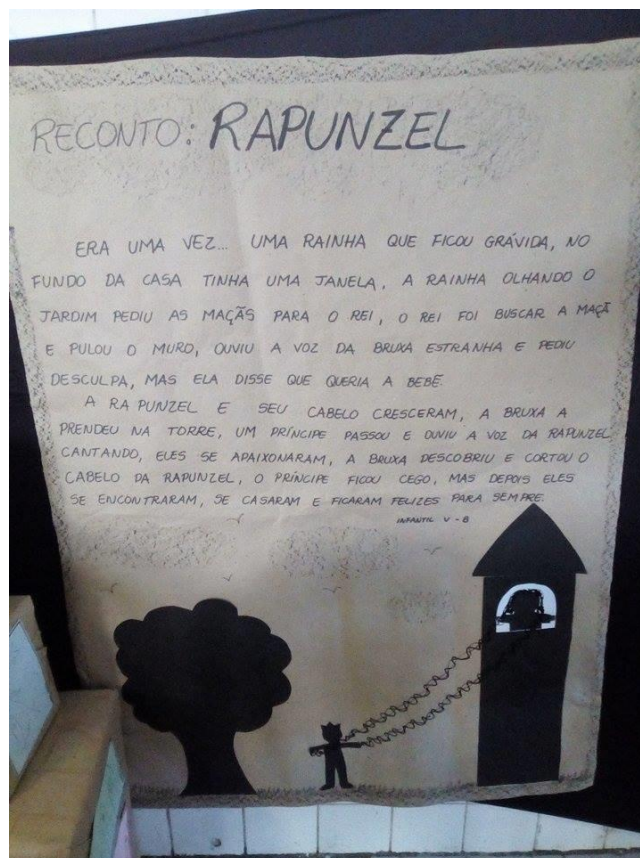 RECONTO: RAPUNZEL
ERA UMA VEZ... UMA RAINHA QUE FICOU GRÁVIDA, NO
FUNDO DA CASA TINHA UMA JANELA, A RAINHA OLHANDO O
JARDIM PEDIU AS MAÇÃS PARA O REI, O REI FOI BUSCAR A MAÇÃ
E PULOU O MURO, OUVIU A VOZ DA BRUXA ESTRANHA E PEDIU
DESCULPA, MAS ELA DISSE QUE QUERIA A BEBÊ.
A RA PUNZEL E SEU CABELO CRESCERAM, A BRUXA A
PRENDEU NA TORRE, UM PRÍNCIPE PASSOU E OUVIU A VOZ DA RAPUNZEL
CANTANDO, ELES SE APAIXONARAM, A BRUXA DESCOBRIU E CORTOU O
CABELO DA RAPUNZEL, O PRÍNCIPE FICOU CEGO, MAS DEPOIS ELES
SE ENCONTRARAM, SE CASARAM E FICARAM FELIZES PARA SEMPRE.
INFANTIL V - B